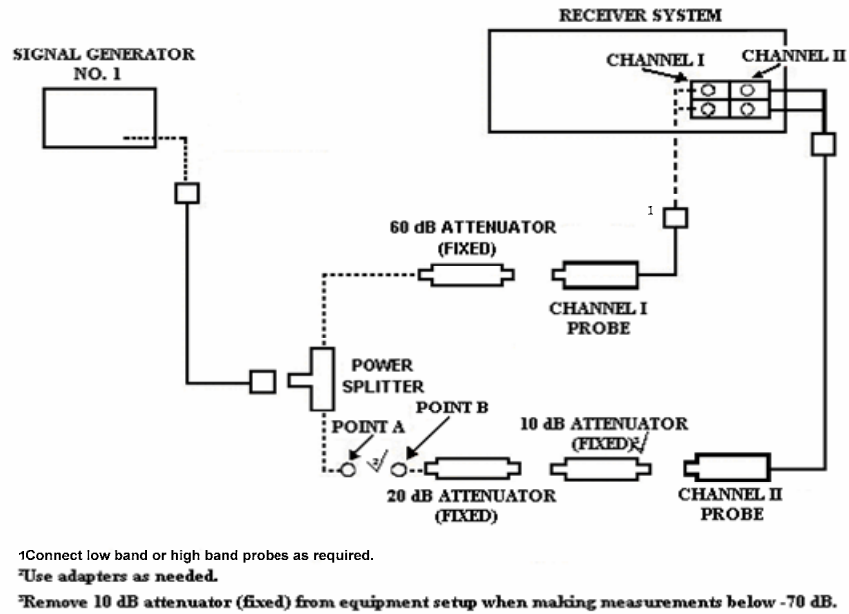 RECEIVER SYSTEM
SIGNAL GENERATOR
NO. 1
CHANNEL I
CHANNEL II
1
60 dB ATTENUATOR
(FIXED)
CHANNEL I
PROBE
POWER
SPLITTER
POINT A
POINT B
2
10 dB ATTENUATOR
(FIXED)3
20 dB ATTENUATOR
(FIXED)
CHANNEL II
PROBE
1Connect low band or high band probes as required.
²Use adapters as needed.
³Remove 10 dB attenuator (fixed) from equipment setup when making measurements below -70 dB.